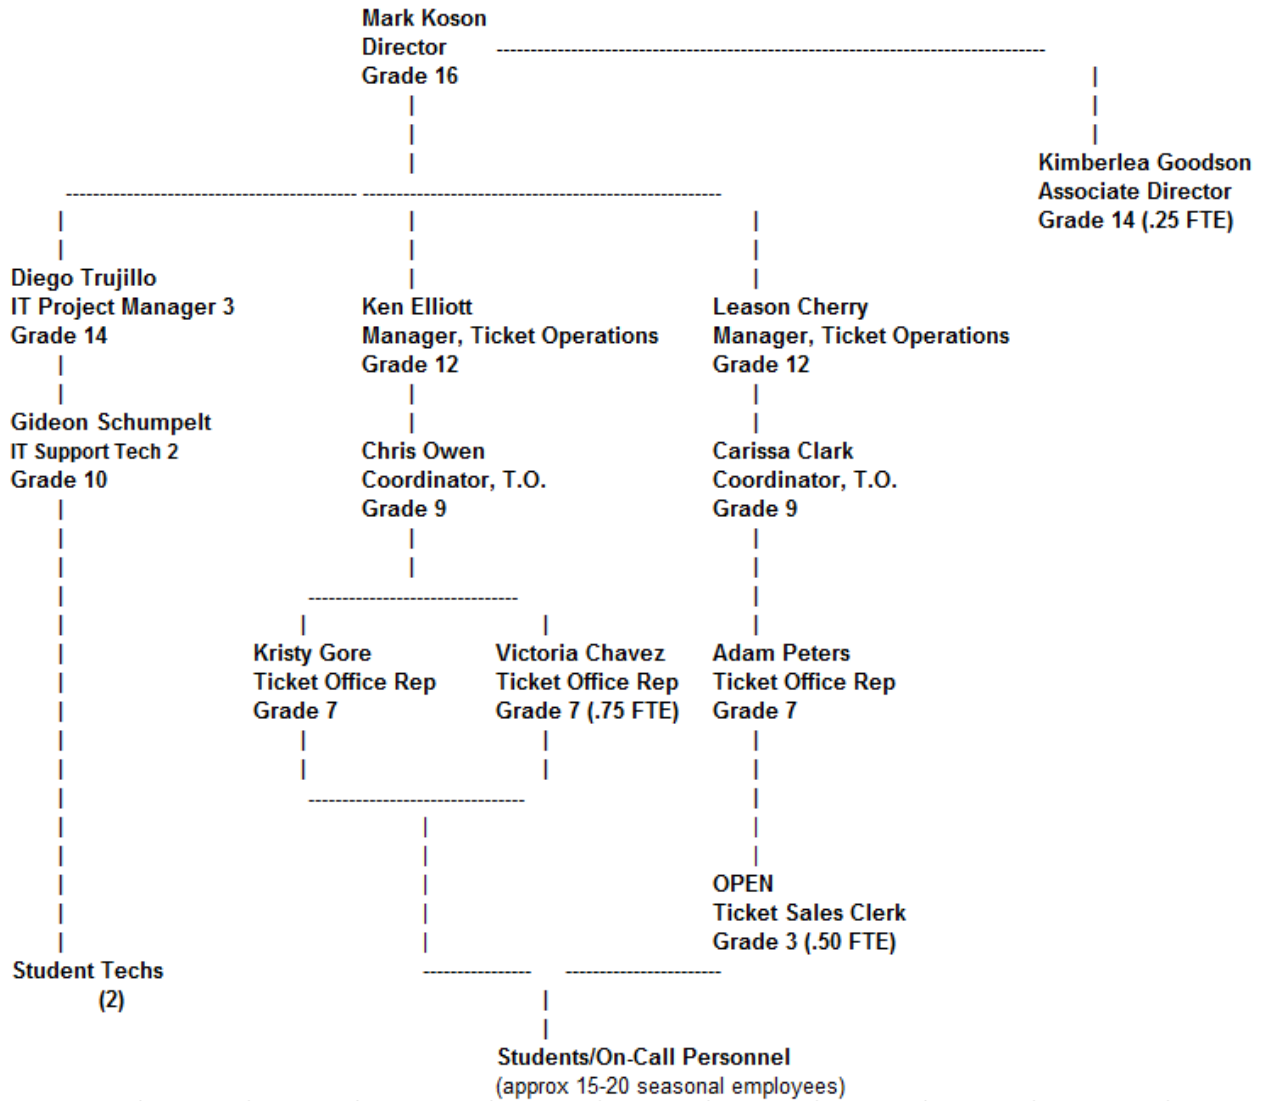 Mark Koson
Director
Grade 16
Kimberlea Goodson
Associate Director
Grade 14 (.25 FTE)
Diego Trujillo
IT Project Manager 3
Grade 14
Ken Elliott
Manager, Ticket Operations
Grade 12
Leason Cherry
Manager, Ticket Operations
Grade 12
Gideon Schumpelt
IT Support Tech 2
Grade 10
Chris Owen
Coordinator, T.O.
Grade 9
Carissa Clark
Coordinator, T.O.
Grade 9
Kristy Gore
Ticket Office Rep
Grade 7
Victoria Chavez
Ticket Office Rep
Grade 7 (.75 FTE)
Adam Peters
Ticket Office Rep
Grade 7
OPEN
Ticket Sales Clerk
Grade 3 (.50 FTE)
Student Techs
(2)
Students/On-Call Personnel
(approx 15-20 seasonal employees)